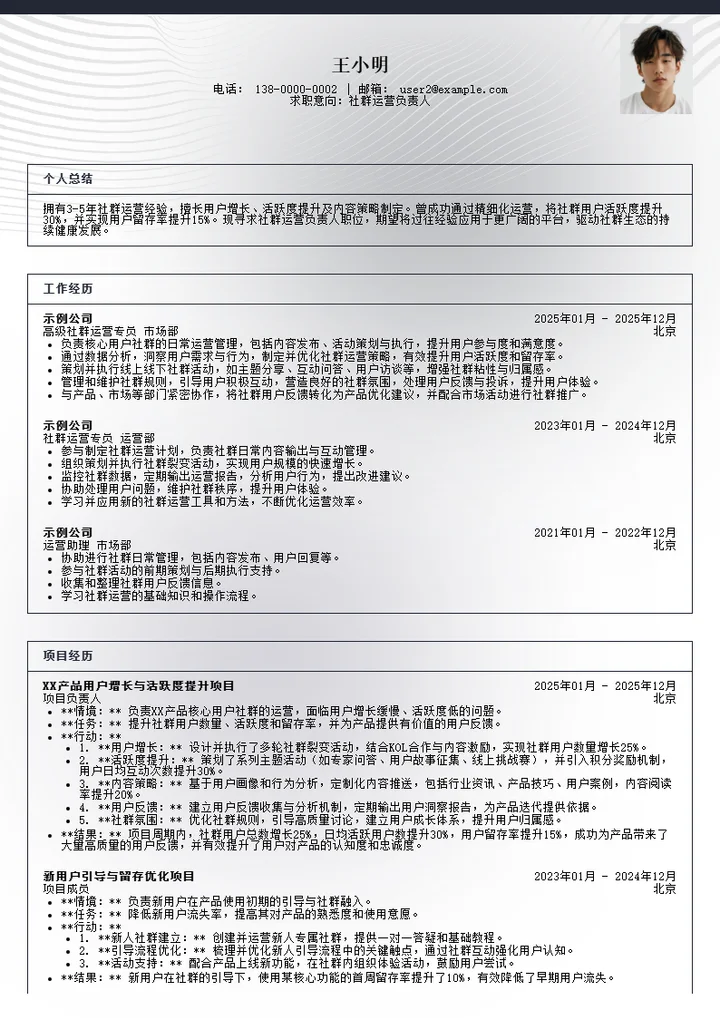 王小明
电话： 138-0000-0002 | 邮箱： user2@example.com
求职意向：社群运营负责人
个人总结
拥有3-5年社群运营经验，擅长用户增长、活跃度提升及内容策略制定。曾成功通过精细化运营，将社群用户活跃度提升
30%，并实现用户留存率提升15%。现寻求社群运营负责人职位，期望将过往经验应用于更广阔的平台，驱动社群生态的持
续健康发展。
工作经历
示例公司 2025年01月 - 2025年12月
高级社群运营专员 市场部 北京
• 负责核心用户社群的日常运营管理，包括内容发布、活动策划与执行，提升用户参与度和满意度。
• 通过数据分析，洞察用户需求与行为，制定并优化社群运营策略，有效提升用户活跃度和留存率。
• 策划并执行线上线下社群活动，如主题分享、互动问答、用户访谈等，增强社群粘性与归属感。
• 管理和维护社群规则，引导用户积极互动，营造良好的社群氛围，处理用户反馈与投诉，提升用户体验。
• 与产品、市场等部门紧密协作，将社群用户反馈转化为产品优化建议，并配合市场活动进行社群推广。
示例公司 2023年01月 - 2024年12月
社群运营专员 运营部 北京
• 参与制定社群运营计划，负责社群日常内容输出与互动管理。
• 组织策划并执行社群裂变活动，实现用户规模的快速增长。
• 监控社群数据，定期输出运营报告，分析用户行为，提出改进建议。
• 协助处理用户问题，维护社群秩序，提升用户体验。
• 学习并应用新的社群运营工具和方法，不断优化运营效率。
示例公司 2021年01月 - 2022年12月
运营助理 市场部 北京
• 协助进行社群日常管理，包括内容发布、用户回复等。
• 参与社群活动的前期策划与后期执行支持。
• 收集和整理社群用户反馈信息。
• 学习社群运营的基础知识和操作流程。
项目经历
XX产品用户增长与活跃度提升项目 2025年01月 - 2025年12月
项目负责人 北京
• **情境：** 负责XX产品核心用户社群的运营，面临用户增长缓慢、活跃度低的问题。
• **任务：** 提升社群用户数量、活跃度和留存率，并为产品提供有价值的用户反馈。
• **行动：**
• 1. **用户增长：** 设计并执行了多轮社群裂变活动，结合KOL合作与内容激励，实现社群用户数量增长25%。
• 2. **活跃度提升：** 策划了系列主题活动（如专家问答、用户故事征集、线上挑战赛），并引入积分奖励机制，
用户日均互动次数提升30%。
• 3. **内容策略：** 基于用户画像和行为分析，定制化内容推送，包括行业资讯、产品技巧、用户案例，内容阅读
率提升20%。
• 4. **用户反馈：** 建立用户反馈收集与分析机制，定期输出用户洞察报告，为产品迭代提供依据。
• 5. **社群氛围：** 优化社群规则，引导高质量讨论，建立用户成长体系，提升用户归属感。
• **结果：** 项目周期内，社群用户总数增长25%，日均活跃用户数提升30%，用户留存率提升15%，成功为产品带来了
大量高质量的用户反馈，并有效提升了用户对产品的认知度和忠诚度。
新用户引导与留存优化项目 2023年01月 - 2024年12月
项目成员 北京
• **情境：** 负责新用户在产品使用初期的引导与社群融入。
• **任务：** 降低新用户流失率，提高其对产品的熟悉度和使用意愿。
• **行动：**
• 1. **新人社群建立：** 创建并运营新人专属社群，提供一对一答疑和基础教程。
• 2. **引导流程优化：** 梳理并优化新人引导流程中的关键触点，通过社群互动强化用户认知。
• 3. **活动支持：** 配合产品上线新功能，在社群内组织体验活动，鼓励用户尝试。
• **结果：** 新用户在社群的引导下，使用某核心功能的首周留存率提升了10%，有效降低了早期用户流失。